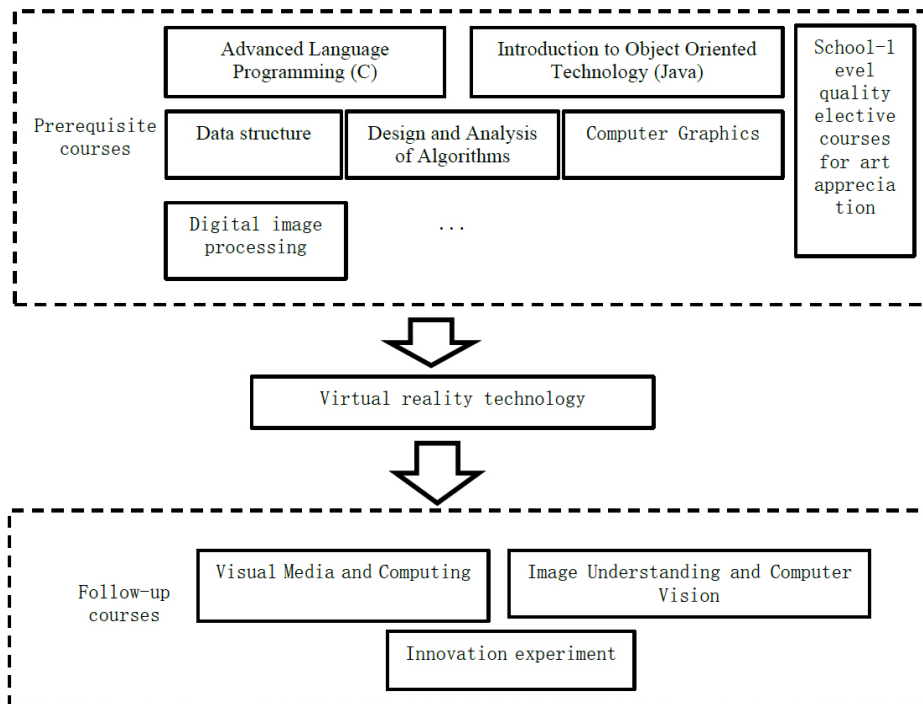 Advanced Language
Programming (C)
Introduction to Object Oriented
Technology (Java)
School-l
evel
quality
elective
courses
for art
apprecia
tion
Prerequisite
courses
Data structure
Design and Analysis
of Algorithms
Computer Graphics
Digital image
processing
...
Virtual reality technology
Follow-up
courses
Visual Media and Computing
Image Understanding and Computer
Vision
Innovation experiment